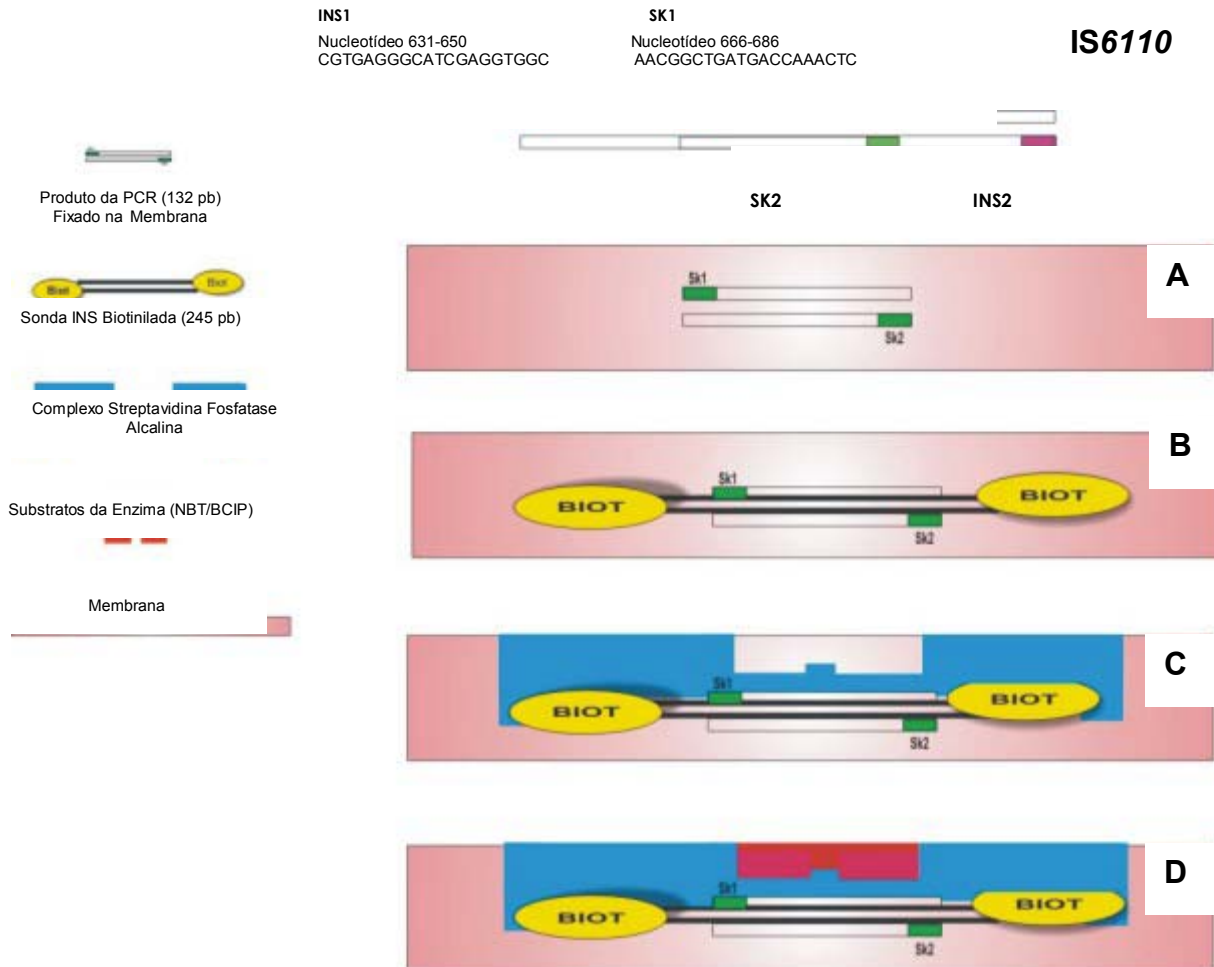 INS1
Nucleotídeo 631-650
CGTGAGGGCATCGAGGTGGC
SK1
Nucleotídeo 666-686
AACGGCTGATGACCAAACTC
IS6110
SK2
INS2
Produto da PCR (132 pb)
Fixado na Membrana
Biot
Biot
Sonda INS Biotinilada (245 pb)
Complexo Streptavidina Fosfatase
Alcalina
Substratos da Enzima (NBT/BCIP)
Membrana
A
Sk1
Sk2
B
Sk1
BIOT
BIOT
Sk2
C
Sk1
BIOT
BIOT
Sk2
D
Sk1
BIOT
BIOT
Sk2